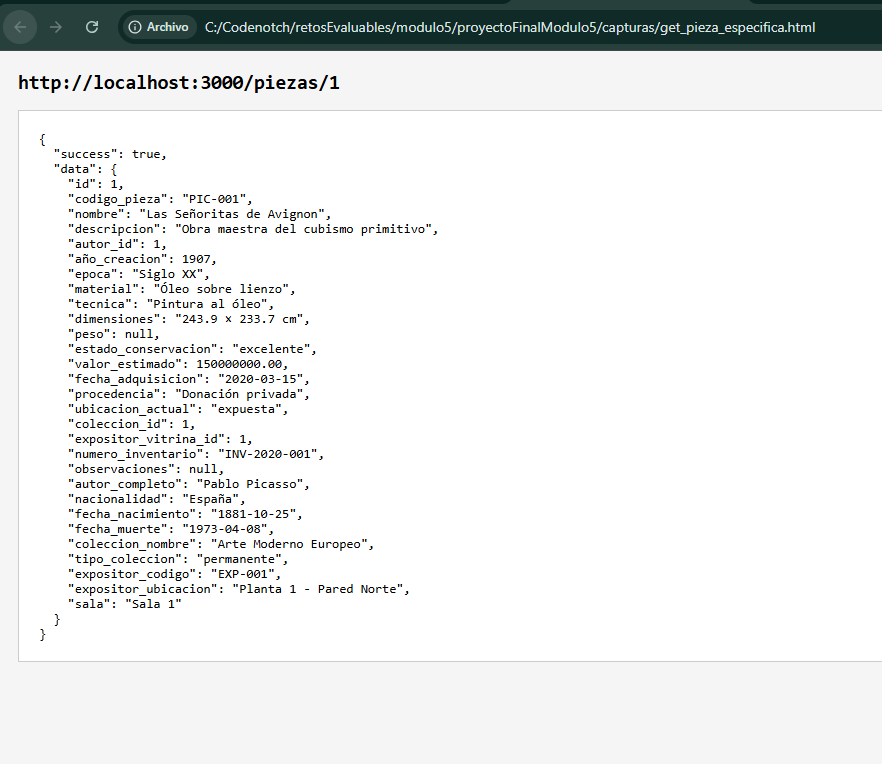 Archivo C:/Codenotch/retosEvaluables/modulo5/proyectoFinalModulo5/capturas/get_pieza_especifica.html
http://localhost:3000/piezas/1
{
  "success": true,
  "data": {
    "id": 1,
    "codigo_pieza": "PIC-001",
    "nombre": "Las Señoritas de Avignon",
    "descripcion": "Obra maestra del cubismo primitivo",
    "autor_id": 1,
    "año_creacion": 1907,
    "epoca": "Siglo XX",
    "material": "Óleo sobre lienzo",
    "tecnica": "Pintura al óleo",
    "dimensiones": "243.9 × 233.7 cm",
    "peso": null,
    "estado_conservacion": "excelente",
    "valor_estimado": 150000000.00,
    "fecha_adquisicion": "2020-03-15",
    "procedencia": "Donación privada",
    "ubicacion_actual": "expuesta",
    "coleccion_id": 1,
    "expositor_vitrina_id": 1,
    "numero_inventario": "INV-2020-001",
    "observaciones": null,
    "autor_completo": "Pablo Picasso",
    "nacionalidad": "España",
    "fecha_nacimiento": "1881-10-25",
    "fecha_muerte": "1973-04-08",
    "coleccion_nombre": "Arte Moderno Europeo",
    "tipo_coleccion": "permanente",
    "expositor_codigo": "EXP-001",
    "expositor_ubicacion": "Planta 1 - Pared Norte",
    "sala": "Sala 1"
  }
}